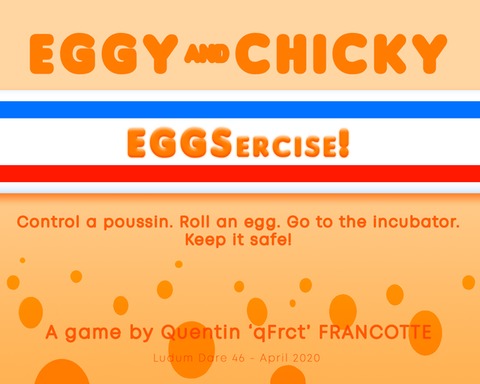 EGGY AND CHICKY
EGGSERCISE!
Control a poussin. Roll an egg. Go to the incubator.
Keep it safe!
A game by Quentin 'qFrct' FRANCOTTE
Ludum Dare 46 - April 2020